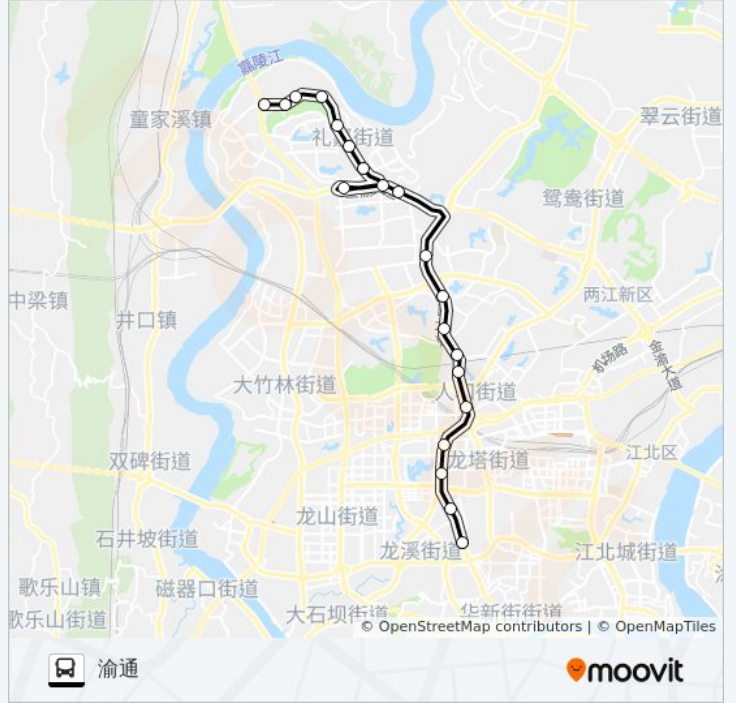 嘉陵江
童家溪镇
礼嘉街道
翠云街道
鸳鸯街道
两江新区
中梁镇
井口镇
机场路
金渝大道
大竹林街道
人和街道
双碑街道
龙塔街道
江北区
龙山街道
石井坡街道
龙溪街道
江北城街道
歌乐山镇
磁器口街道
歌乐山街道
大石坝街道
华新街街道
© OpenStreetMap contributors | © OpenMapTiles
渝通
moovit